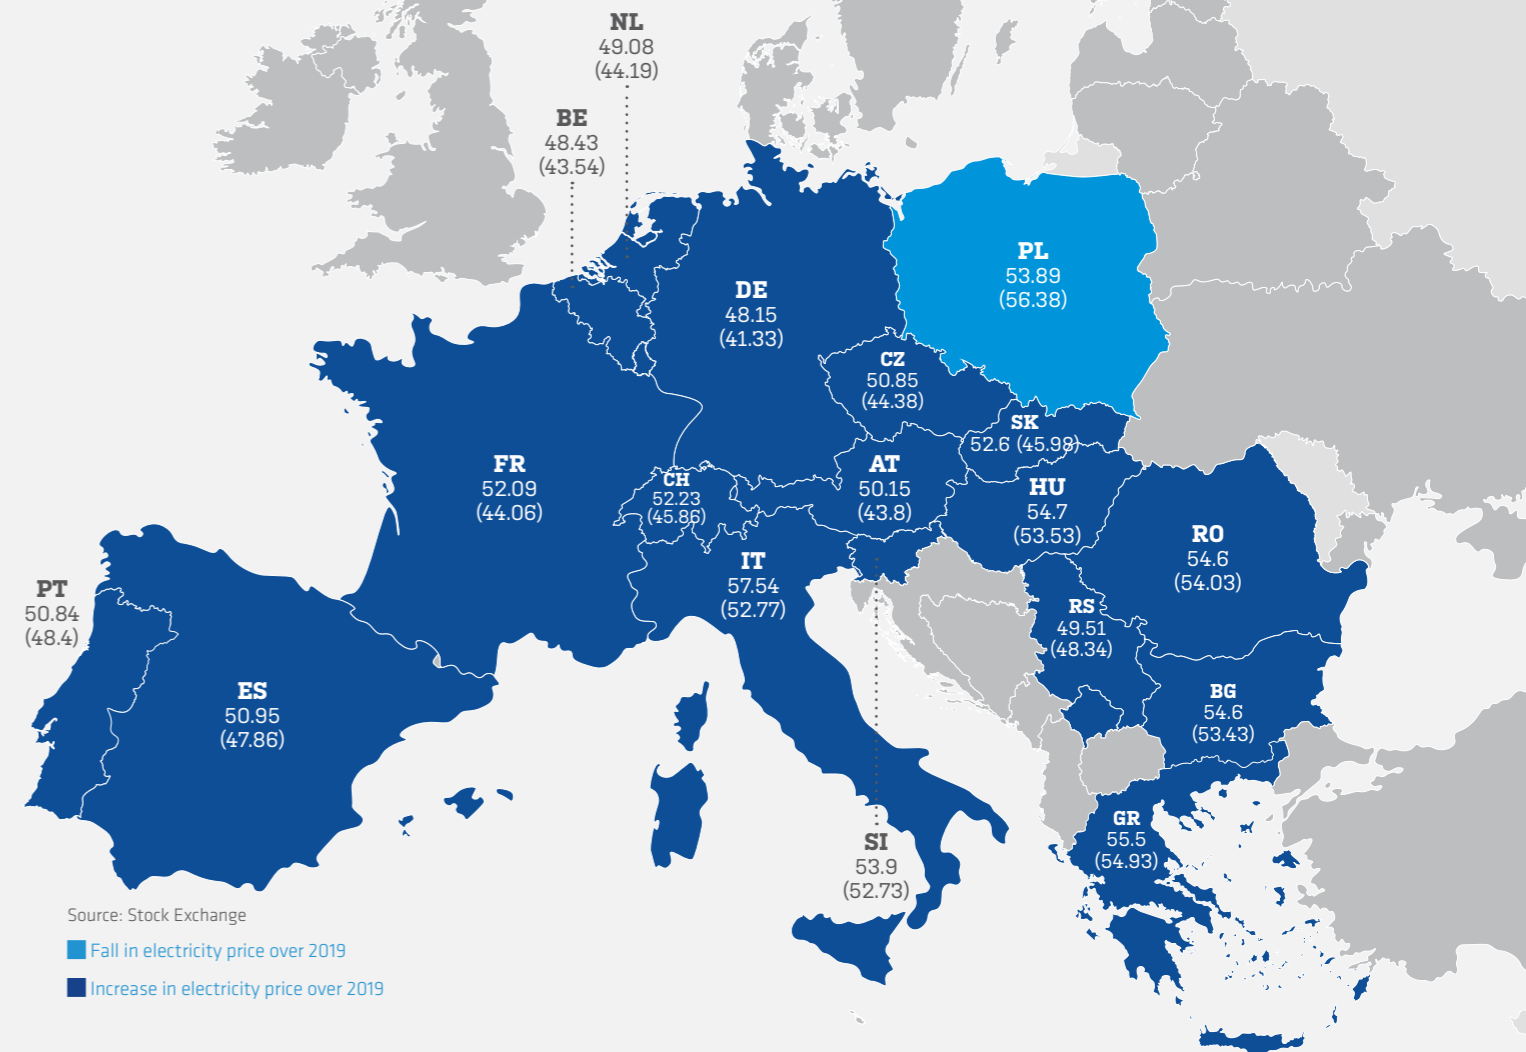 NL
49.08
(44.19)
BE
48.43
(43.54)
PL
53.89
(56.38)
DE
48.15
(41.33)
CZ
50.85
(44.38)
SK
52.6 (45.98)
FR
52.09
(44.06)
CH
52.23
(45.86)
AT
50.15
(43.8)
HU
54.7
(53.53)
RO
54.6
(54.03)
IT
57.54
(52.77)
PT
50.84
(48.4)
RS
49.51
(48.34)
ES
50.95
(47.86)
BG
54.6
(53.43)
GR
55.5
(54.93)
SI
53.9
(52.73)
Source: Stock Exchange
Fall in electricity price over 2019
Increase in electricity price over 2019